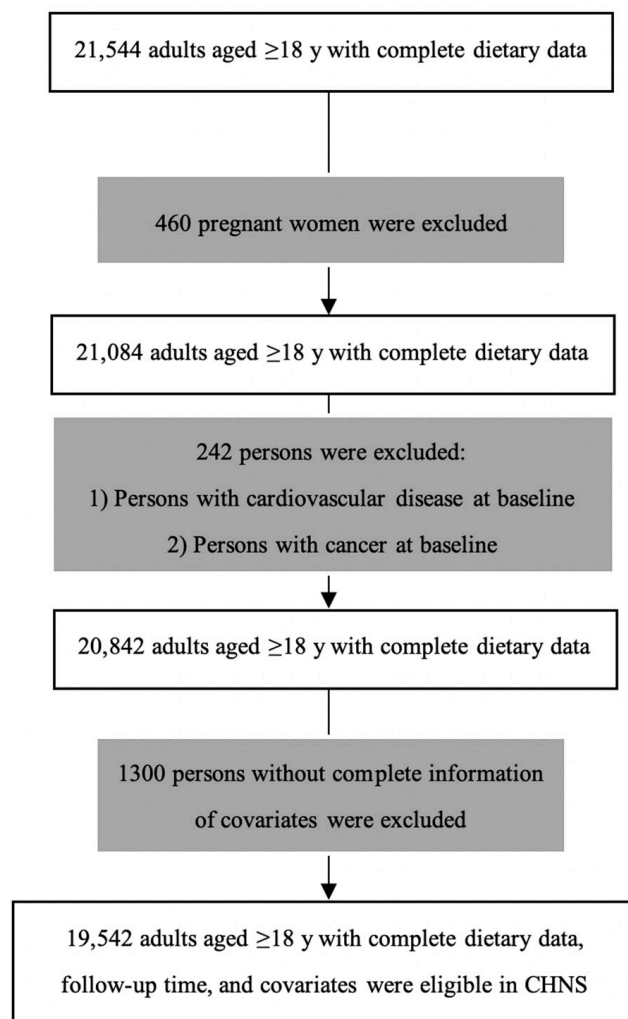 21,544 adults aged ≥18 y with complete dietary data
460 pregnant women were excluded
21,084 adults aged ≥18 y with complete dietary data
242 persons were excluded:
1) Persons with cardiovascular disease at baseline
2) Persons with cancer at baseline
20,842 adults aged ≥18 y with complete dietary data
1300 persons without complete information
of covariates were excluded
19,542 adults aged ≥18 y with complete dietary data,
follow-up time, and covariates were eligible in CHNS